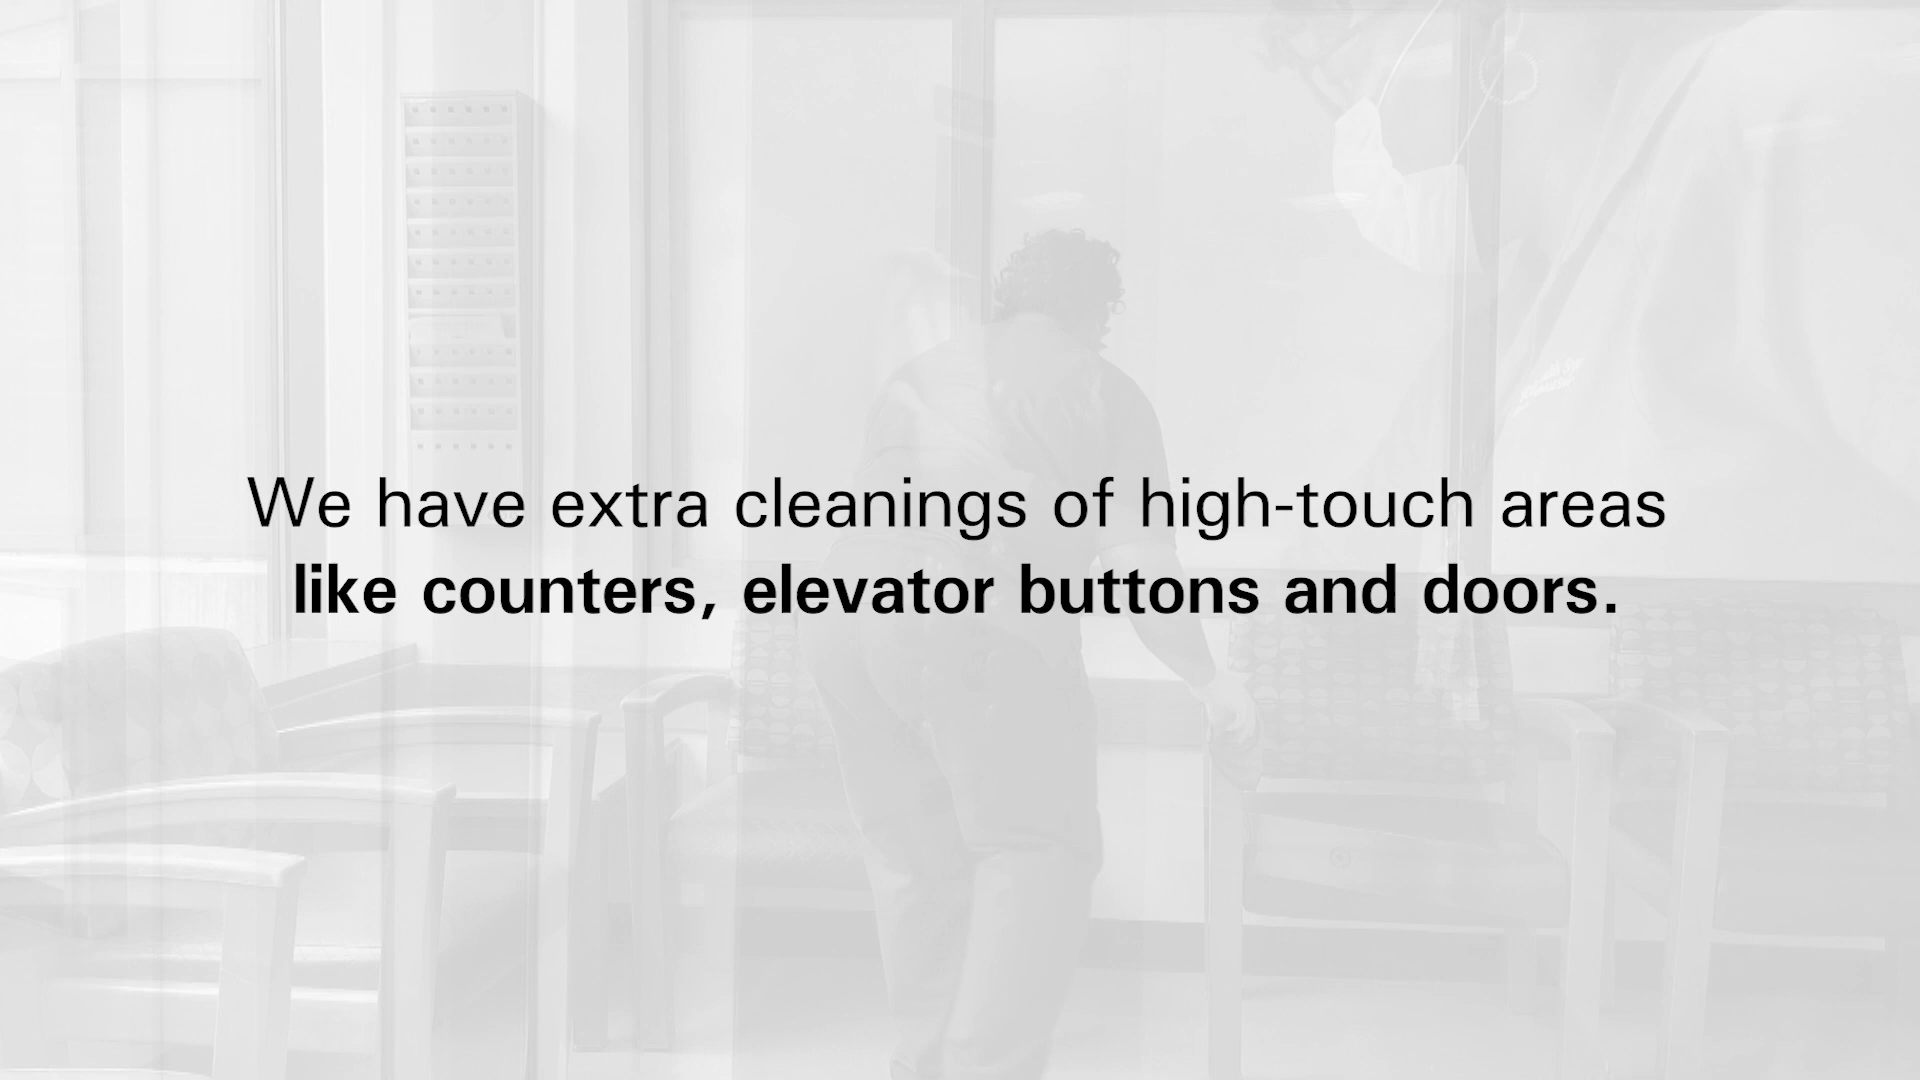 We have extra cleanings of high-touch areas
like counters, elevator buttons and doors.